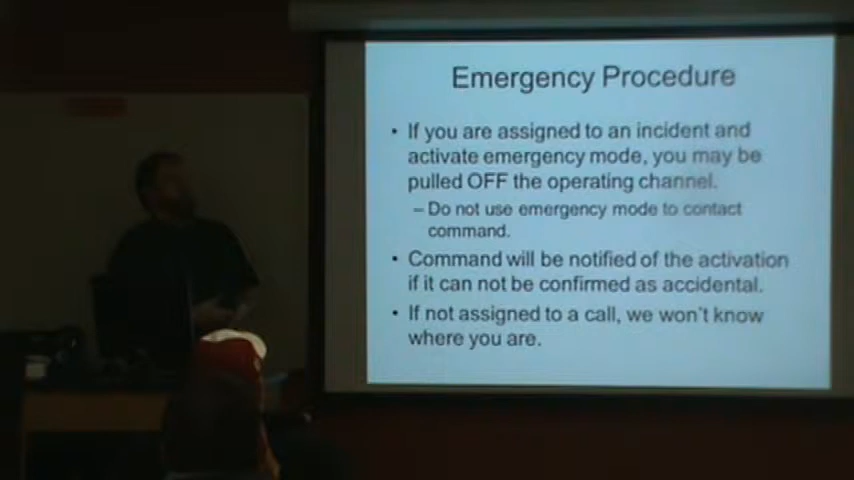 Emergency Procedure
• If you are assigned to an incident and
activate emergency mode, you may be
pulled OFF the operating channel.
– Do not use emergency mode to contact
command.
• Command will be notified of the activation
if it can not be confirmed as accidental.
• If not assigned to a call, we won't know
where you are.